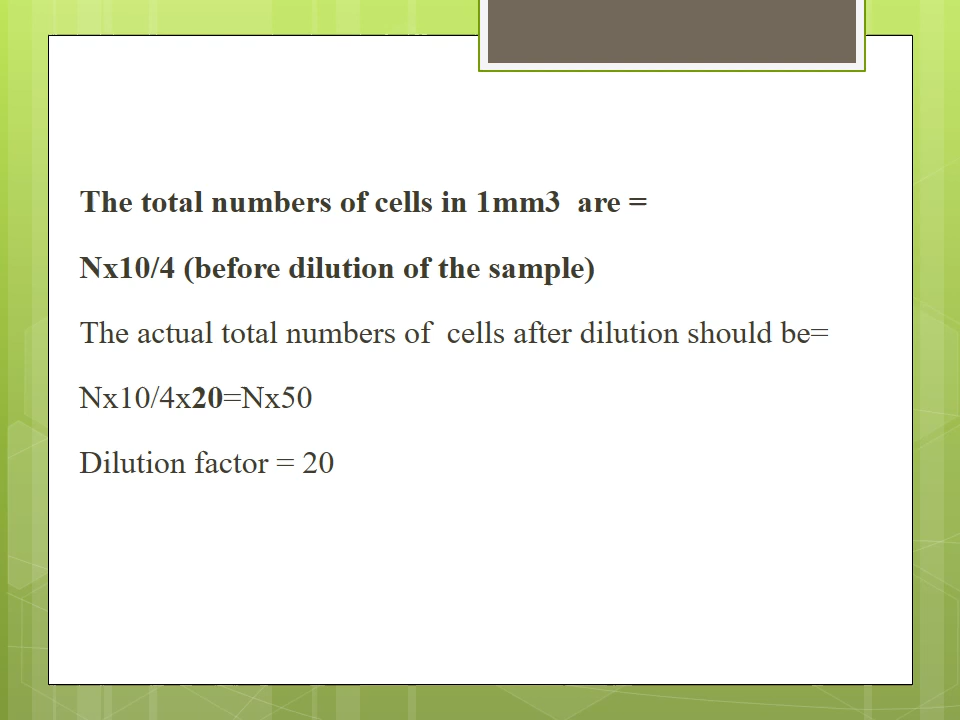 The total numbers of cells in 1mm3  are =
Nx10/4 (before dilution of the sample)
The actual total numbers of  cells after dilution should be=
Nx10/4x20=Nx50
Dilution factor = 20